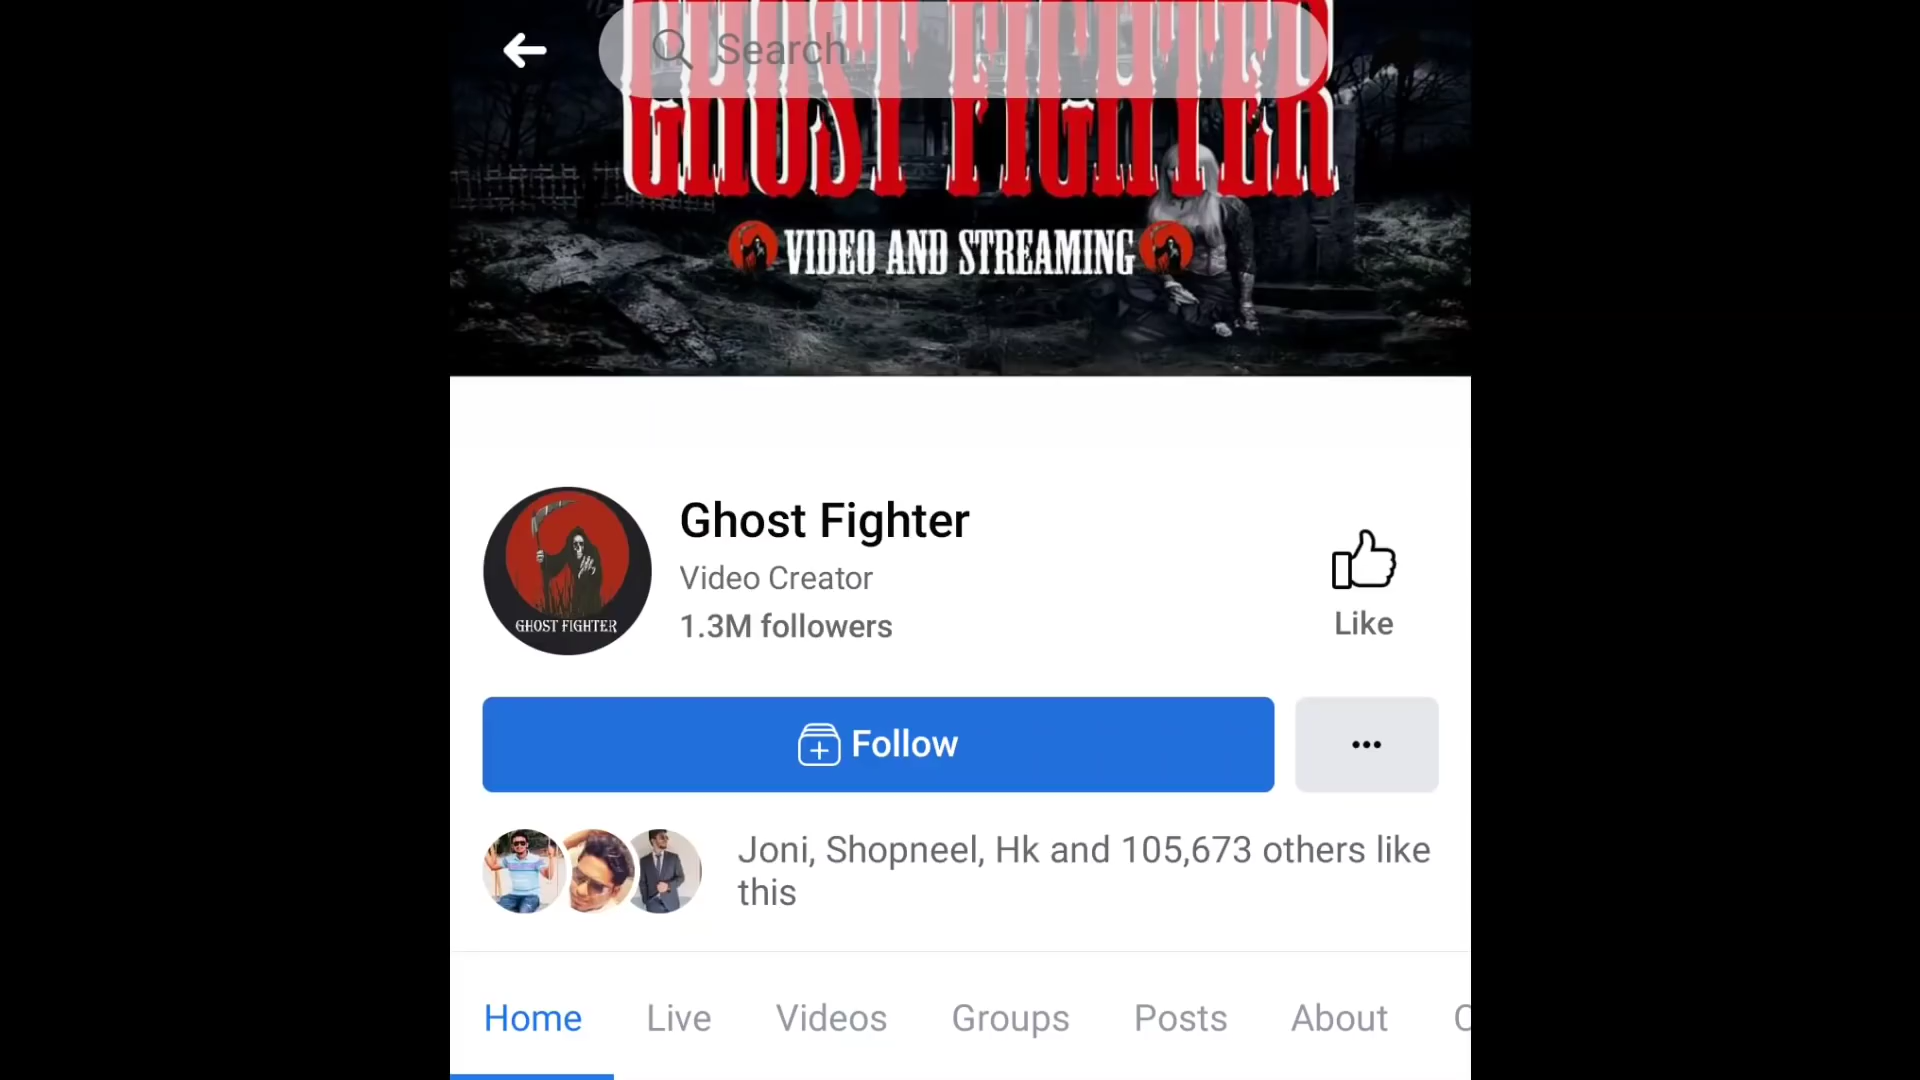 GHOST FIGHTER
Search
VIDEO AND STREAMING
GHOST FIGHTER
Ghost Fighter
Video Creator
1.3M followers
Like
Follow
Joni, Shopneel, Hk and 105,673 others like
this
Home Live Videos Groups Posts About